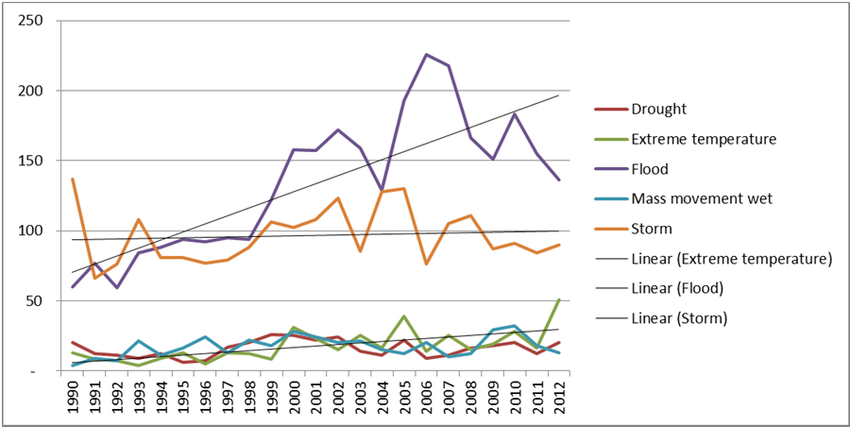 250
200
150
100
50
-
1990 1991 1992 1993 1994 1995 1996 1997 1998 1999 2000 2001 2002 2003 2004 2005 2006 2007 2008 2009 2010 2011 2012
Drought
Extreme temperature
Flood
Mass movement wet
Storm
Linear (Extreme temperature)
Linear (Flood)
Linear (Storm)